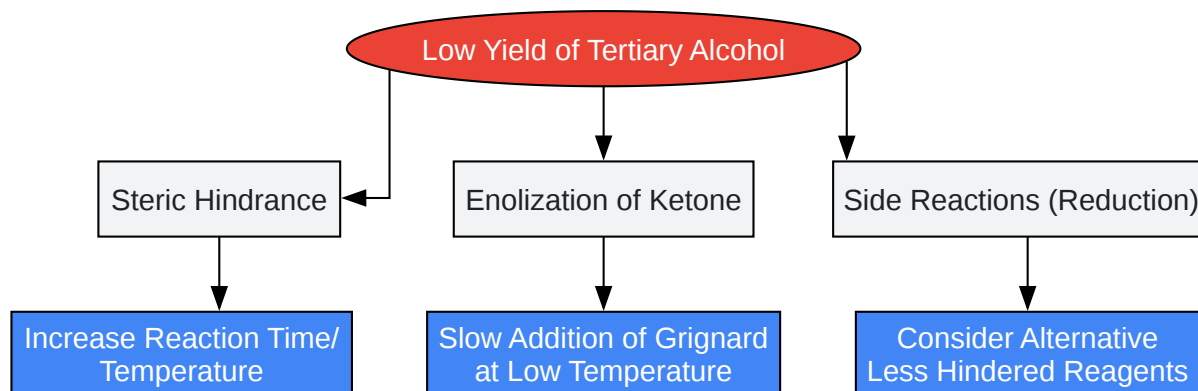 Low Yield of Tertiary Alcohol
Steric Hindrance
Enolization of Ketone
Side Reactions (Reduction)
Increase Reaction Time/
Temperature
Slow Addition of Grignard
at Low Temperature
Consider Alternative
Less Hindered Reagents